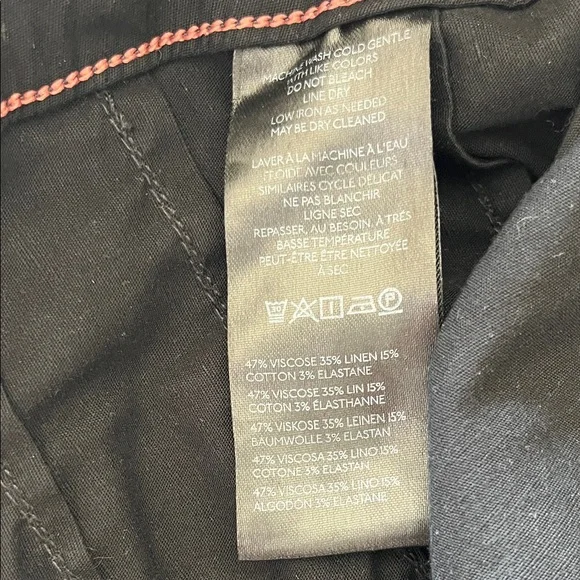 MACHINE WASH COLD GENTLE
WITH LIKE COLORS
DO NOT BLEACH
LINE DRY
LOW IRON AS NEEDED
MAY BE DRY CLEANED
LAVER À LA MACHINE À L'EAU
FROIDE AVEC COULEURS
SIMILAIRES CYCLE DÉLICAT
NE PAS BLANCHIR
LIGNE SEC
REPASSER, AU BESOIN, À TRÉS
BASSE TEMPÉRATURE
PEUT-ÊTRE ÊTRE NETTOYÉE
À SEC
30 P
47% VISCOSE 35% LINEN 15%
COTTON 3% ELASTANE
47% VISCOSE 35% LIN 15%
COTON 3% ÉLASTHANNE
47% VISKOSE 35% LEINEN 15%
BAUMWOLLE 3% ELASTAN
47% VISCOSA 35% LINO 15%
COTONE 3% ELASTAN
47% VISCOSA 35% LINO 15%
ALGODÓN 3% ELASTANO